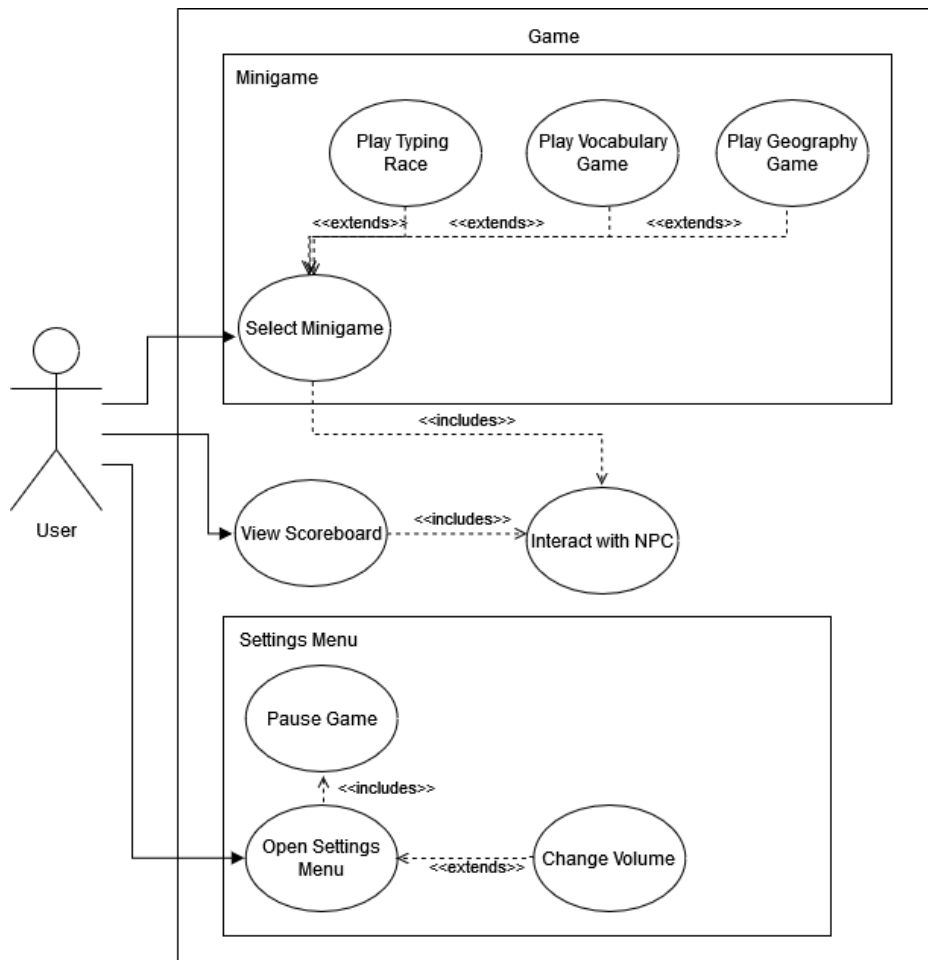 Game
Minigame
Play Typing
Race
Play Vocabulary
Game
Play Geography
Game
<<extends>>
<<extends>>
<<extends>>
Select Minigame
<<includes>>
User
View Scoreboard
<<includes>>
Interact with NPC
Settings Menu
Pause Game
<<includes>>
Open Settings
Menu
<<extends>>
Change Volume